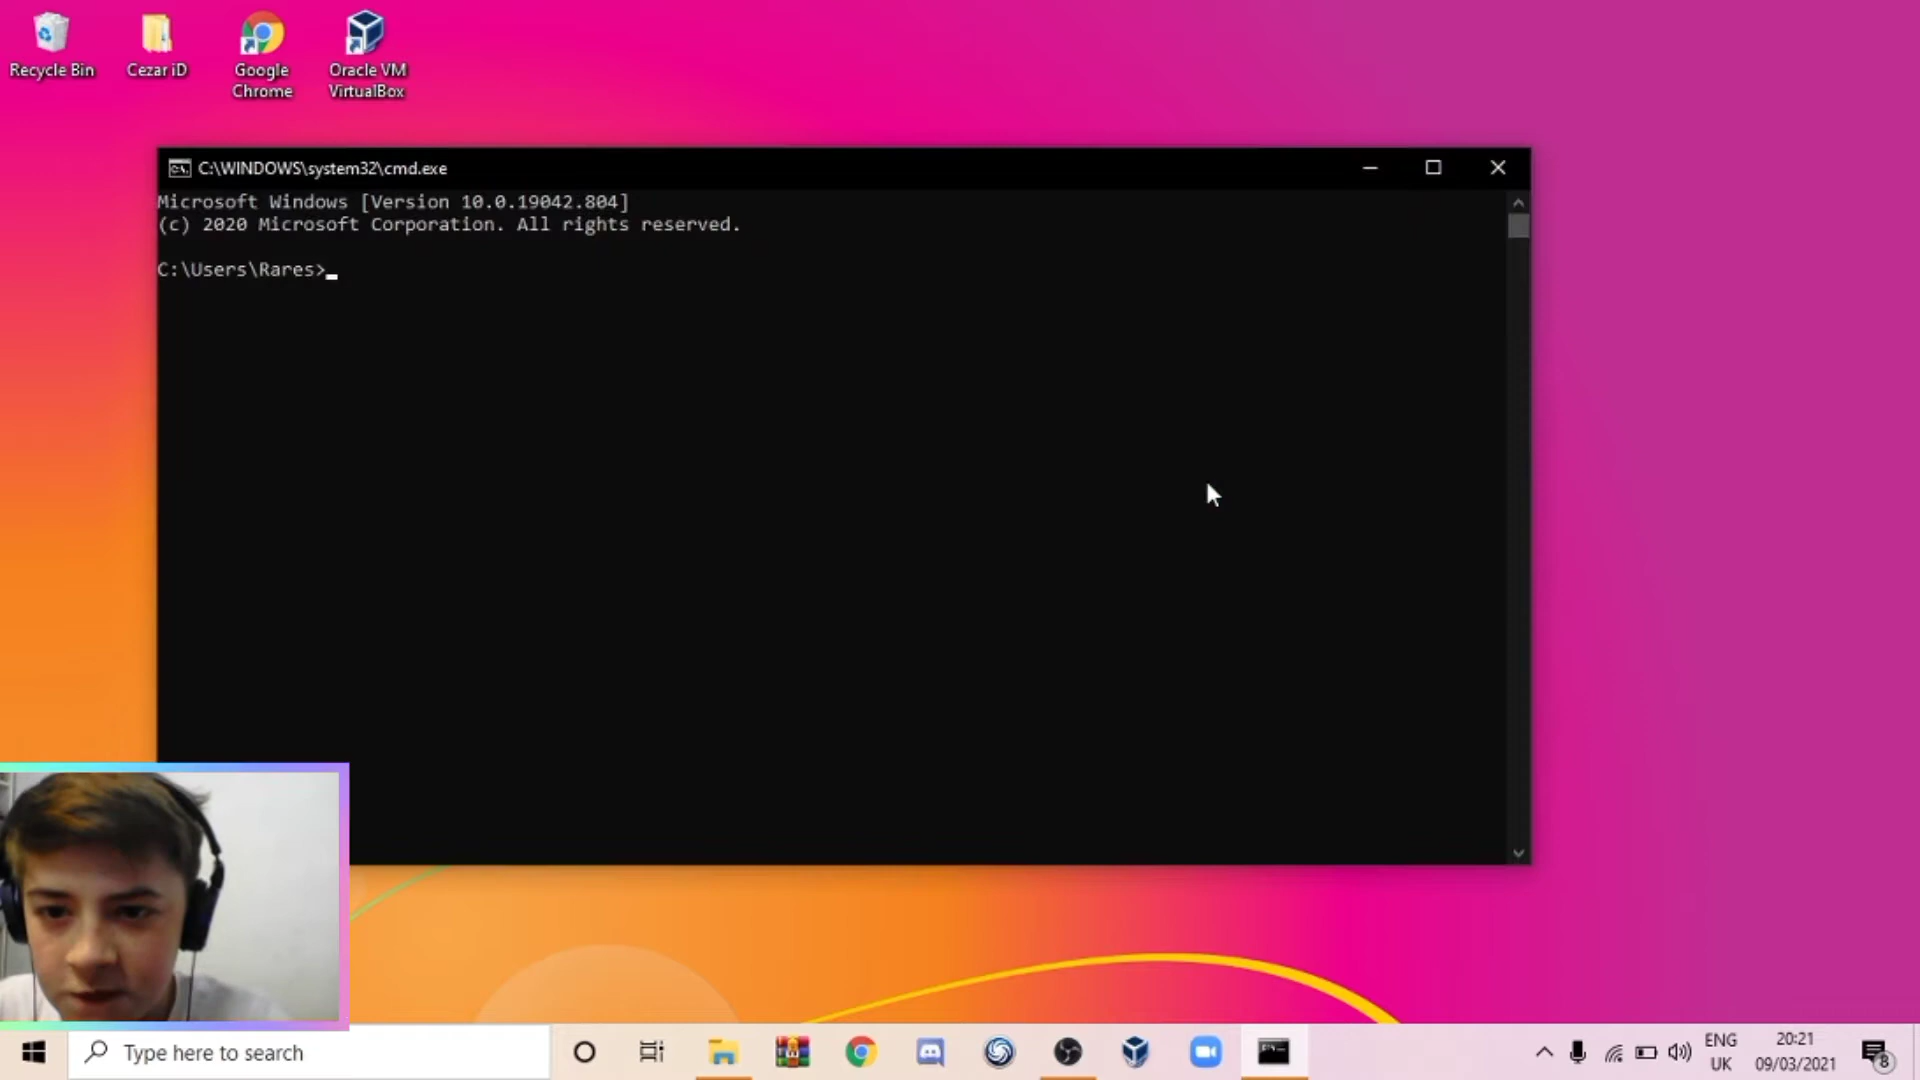 Recycle Bin
Cezar iD
Google
Chrome
Oracle VM
VirtualBox
C:\WINDOWS\system32\cmd.exe
Microsoft Windows [Version 10.0.19042.804]
(c) 2020 Microsoft Corporation. All rights reserved.
C:\Users\Rares>
Type here to search
ENG
UK
20:21
09/03/2021
8